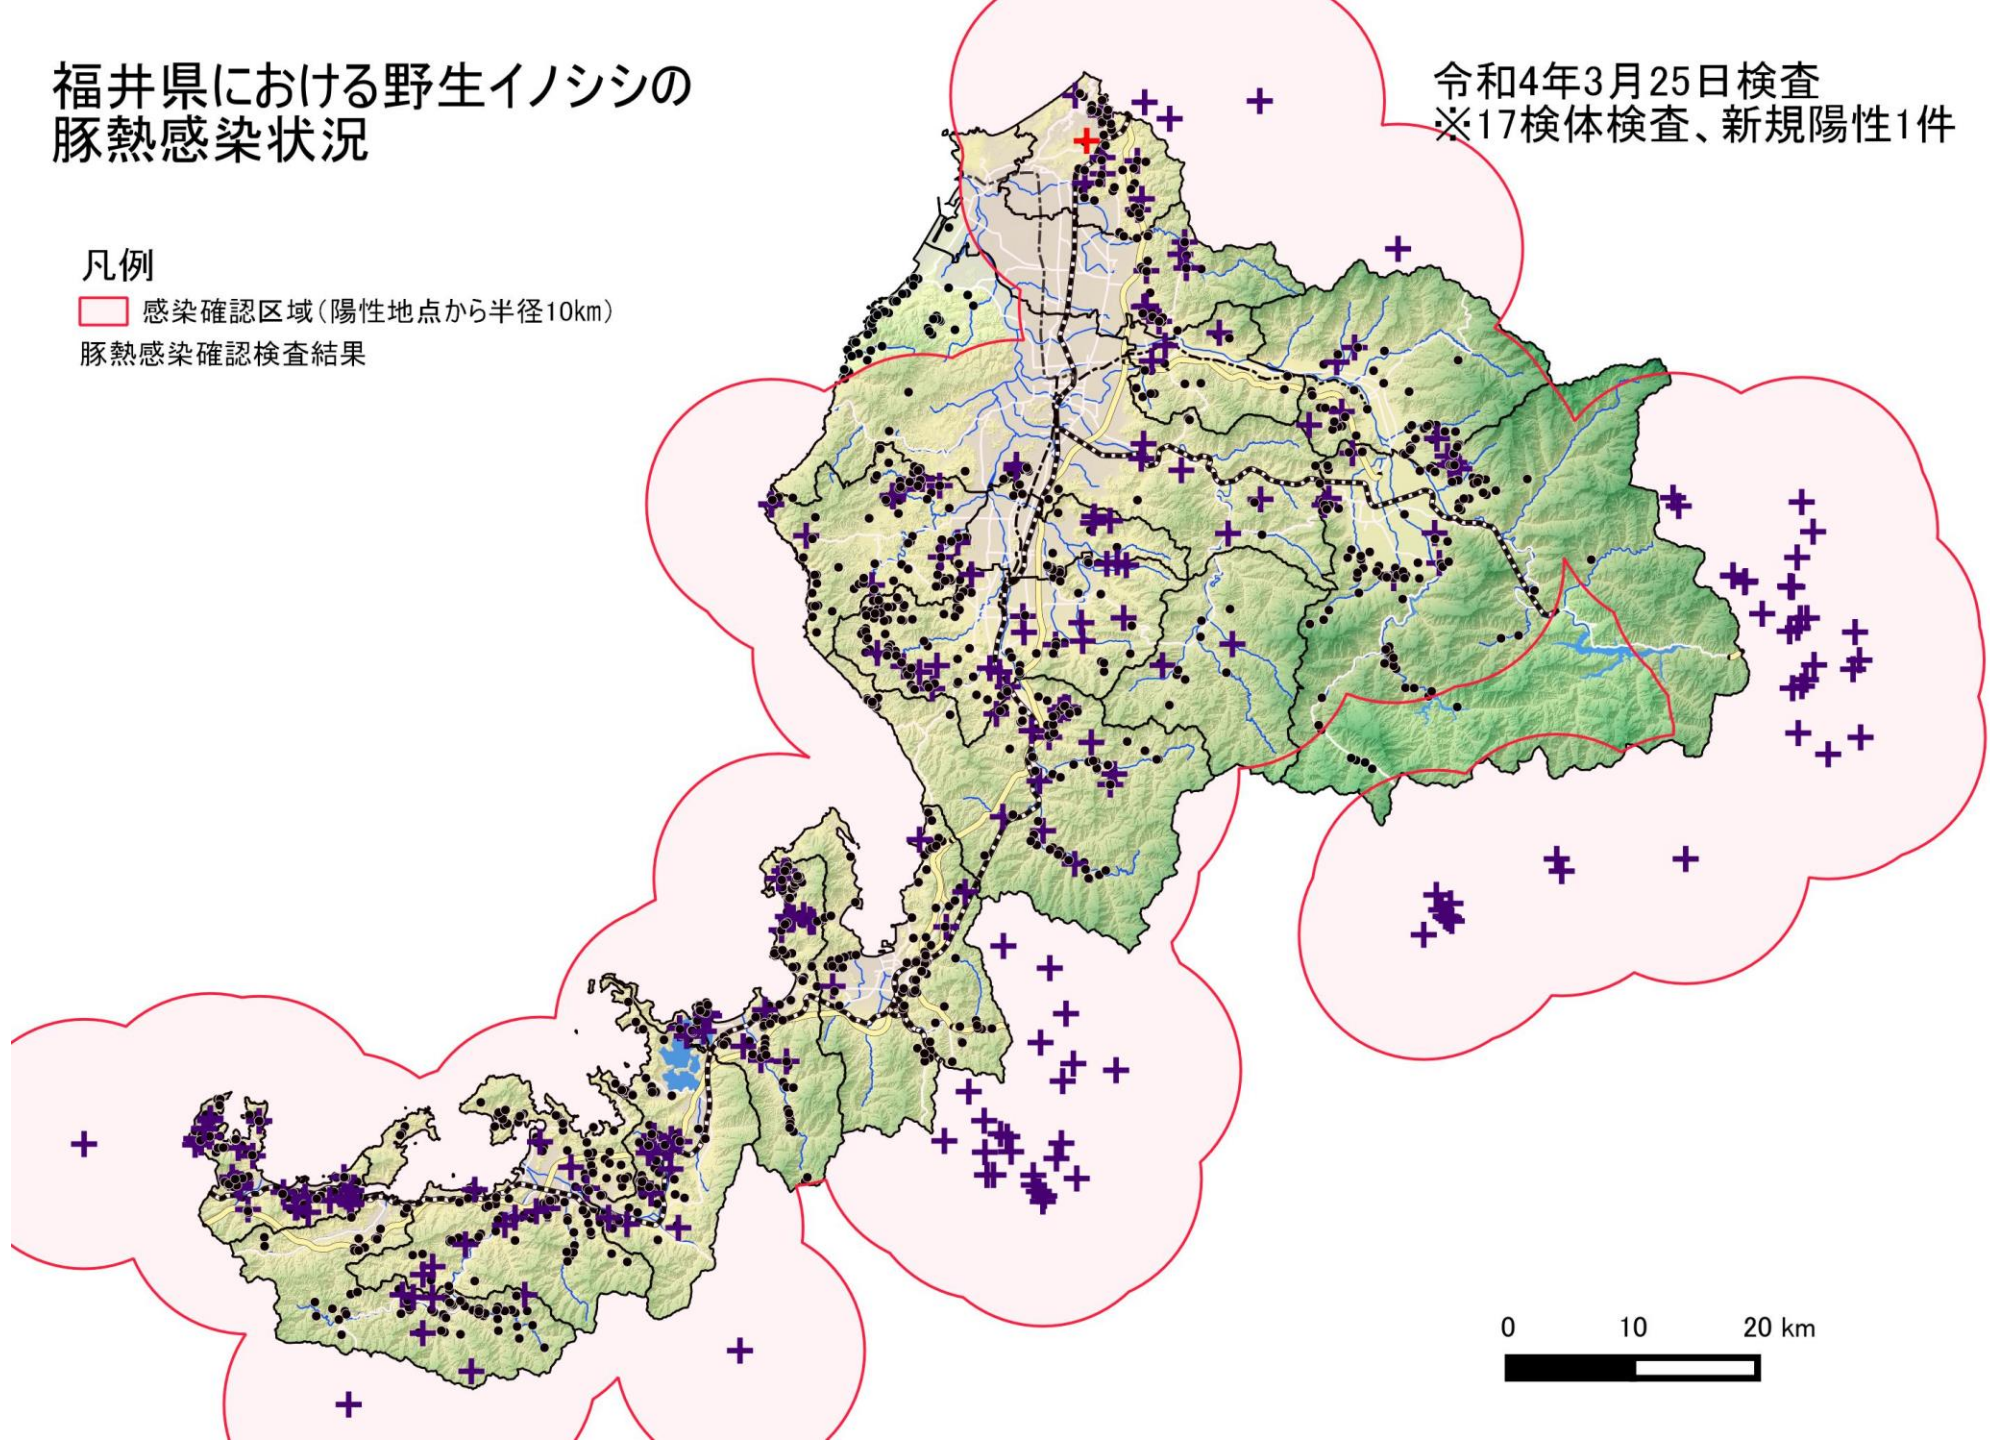 福井県における野生イノシシの
豚熱感染状況
令和4年3月25日検査
※17検体検査、新規陽性1件
凡例
感染確認区域(陽性地点から半径10km)
豚熱感染確認検査結果
0 10 20 km